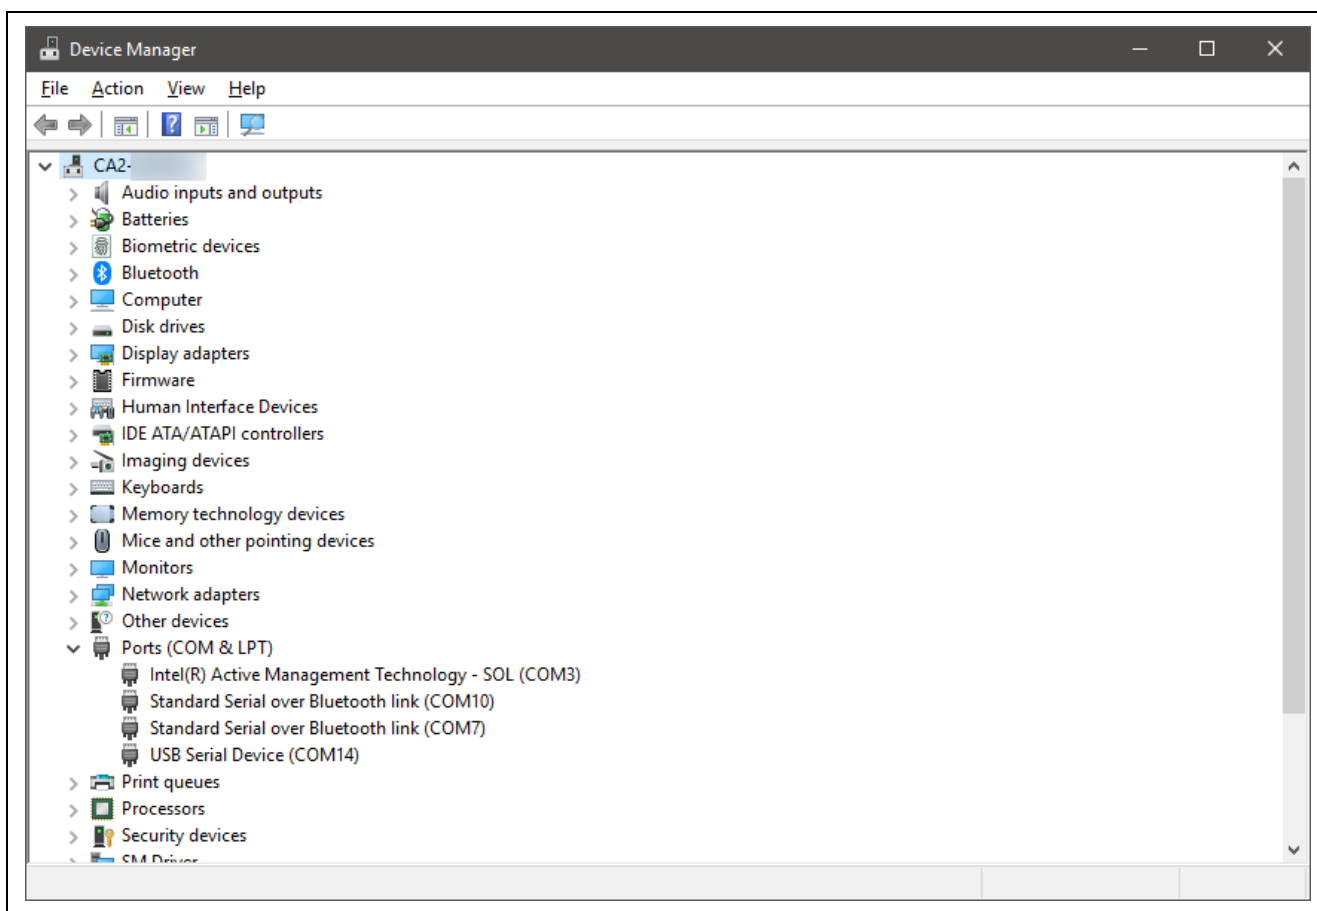 Device Manager
File Action View Help
CA2-
Audio inputs and outputs
Batteries
Biometric devices
Bluetooth
Computer
Disk drives
Display adapters
Firmware
Human Interface Devices
IDE ATA/ATAPI controllers
Imaging devices
Keyboards
Memory technology devices
Mice and other pointing devices
Monitors
Network adapters
Other devices
Ports (COM & LPT)
Intel(R) Active Management Technology - SOL (COM3)
Standard Serial over Bluetooth link (COM10)
Standard Serial over Bluetooth link (COM7)
USB Serial Device (COM14)
Print queues
Processors
Security devices
SM Driver